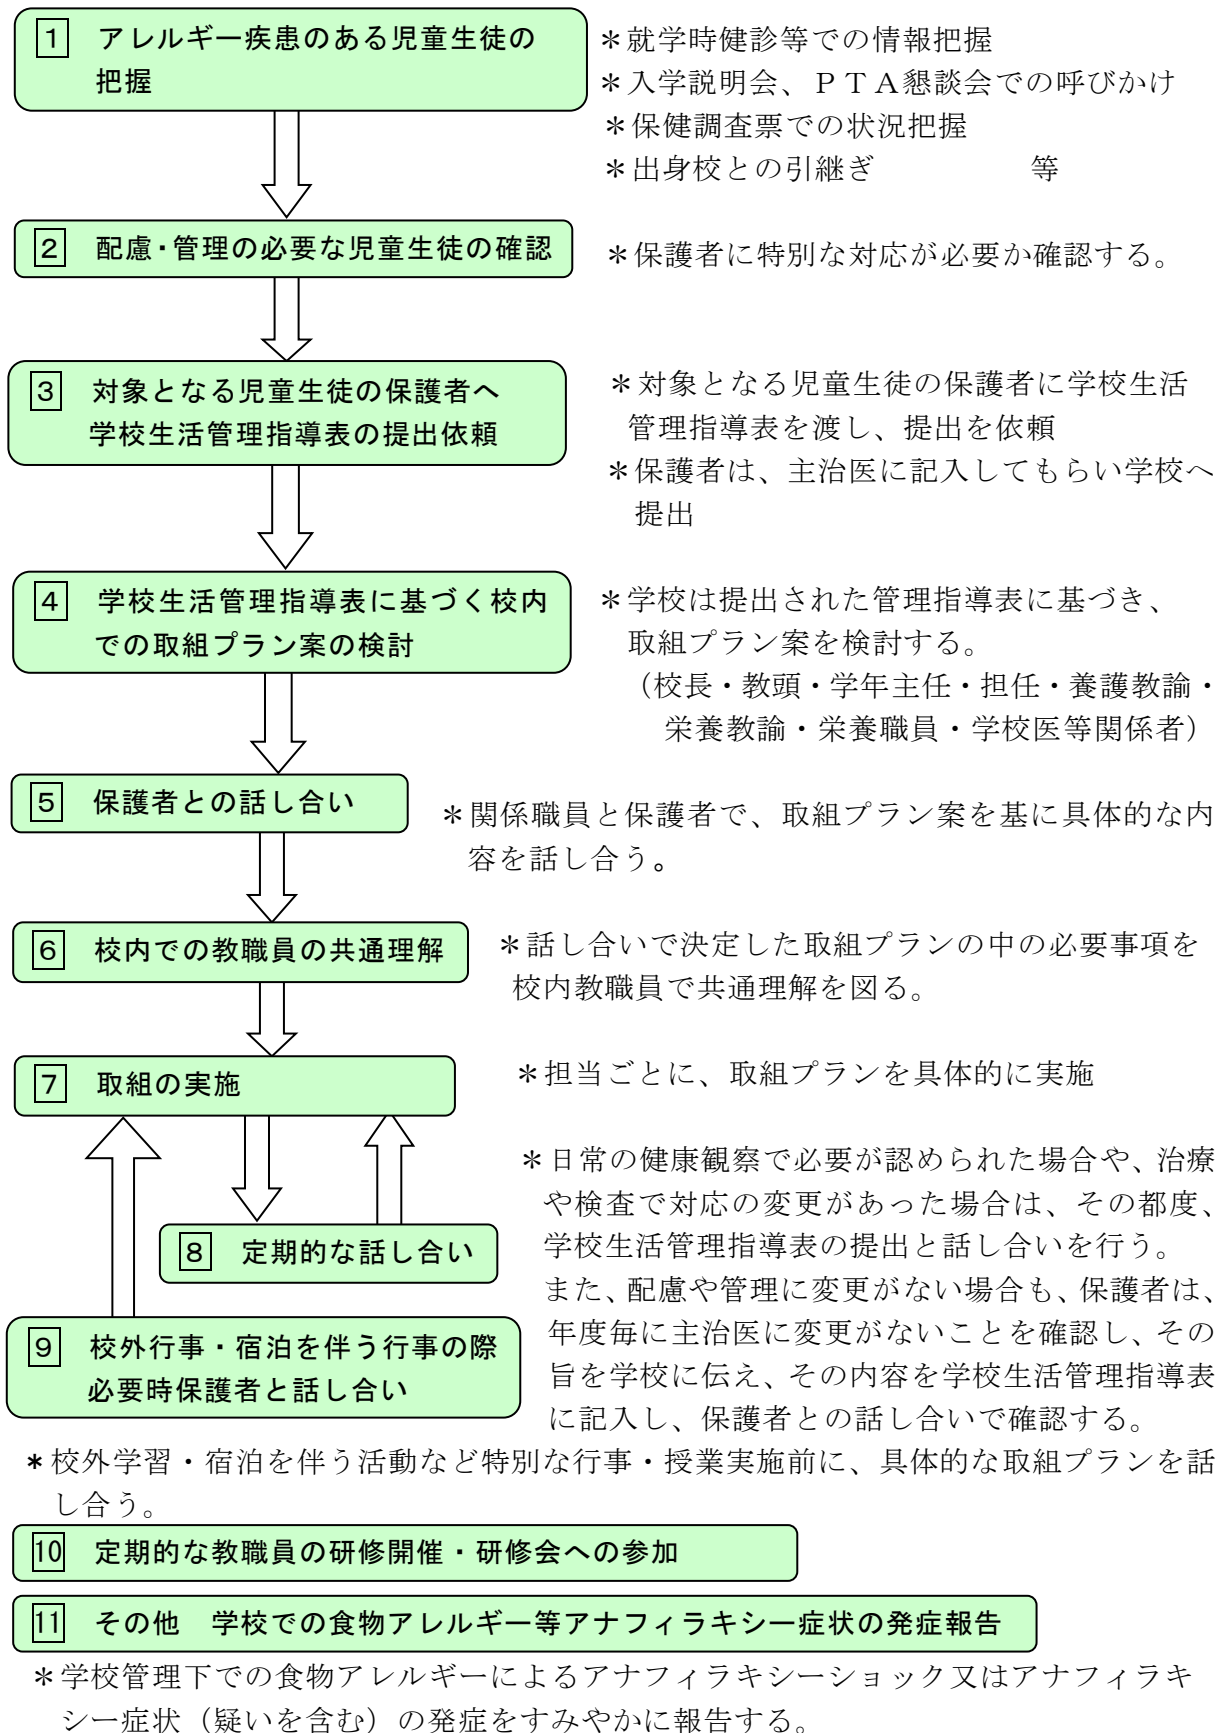 1 アレルギー疾患のある児童生徒の
把握
＊就学時健診等での情報把握
＊入学説明会、ＰＴＡ懇談会での呼びかけ
＊保健調査票での状況把握
＊出身校との引継ぎ 等
2 配慮・管理の必要な児童生徒の確認
＊保護者に特別な対応が必要か確認する。
3 対象となる児童生徒の保護者へ
学校生活管理指導表の提出依頼
＊対象となる児童生徒の保護者に学校生活
管理指導表を渡し、提出を依頼
＊保護者は、主治医に記入してもらい学校へ
提出
4 学校生活管理指導表に基づく校内
での取組プラン案の検討
＊学校は提出された管理指導表に基づき、
取組プラン案を検討する。
（校長・教頭・学年主任・担任・養護教諭・
栄養教諭・栄養職員・学校医等関係者）
5 保護者との話し合い
＊関係職員と保護者で、取組プラン案を基に具体的な内
容を話し合う。
6 校内での教職員の共通理解
＊話し合いで決定した取組プランの中の必要事項を
校内教職員で共通理解を図る。
7 取組の実施
＊担当ごとに、取組プランを具体的に実施
8 定期的な話し合い
＊日常の健康観察で必要が認められた場合や、治療
や検査で対応の変更があった場合は、その都度、
学校生活管理指導表の提出と話し合いを行う。
また、配慮や管理に変更がない場合も、保護者は、
年度毎に主治医に変更がないことを確認し、その
旨を学校に伝え、その内容を学校生活管理指導表
に記入し、保護者との話し合いで確認する。
9 校外行事・宿泊を伴う行事の際
必要時保護者と話し合い
＊校外学習・宿泊を伴う活動など特別な行事・授業実施前に、具体的な取組プランを話
し合う。
10 定期的な教職員の研修開催・研修会への参加
11 その他 学校での食物アレルギー等アナフィラキシー症状の発症報告
＊学校管理下での食物アレルギーによるアナフィラキシーショック又はアナフィラキ
シー症状（疑いを含む）の発症をすみやかに報告する。